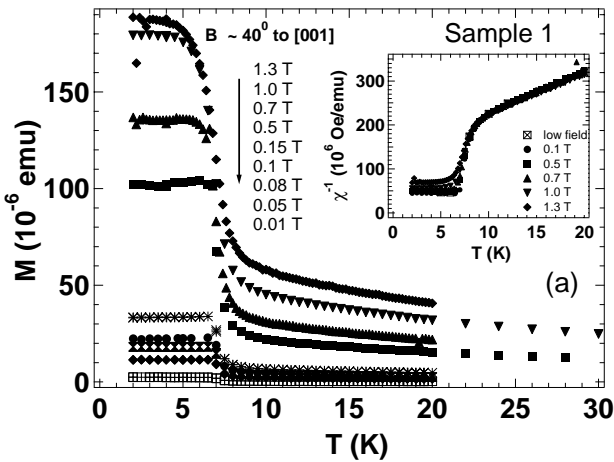 B ~ 40⁰ to [001]
Sample 1
1.3 T
1.0 T
0.7 T
0.5 T
0.15 T
0.1 T
0.08 T
0.05 T
0.01 T
M (10⁻⁶ emu)
150
100
50
0
0
5
10
15
20
25
30
T (K)
(a)
χ⁻¹ (10⁶ Oe/emu)
300
200
100
0
0
5
10
15
20
T (K)
low field
0.1 T
0.5 T
0.7 T
1.0 T
1.3 T